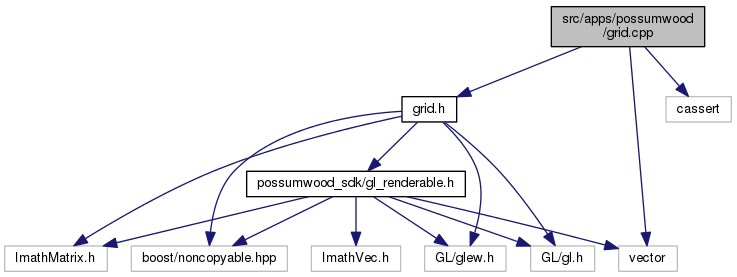 src/apps/possumwood
/grid.cpp
grid.h
cassert
possumwood_sdk/gl_renderable.h
ImathMatrix.h
boost/noncopyable.hpp
ImathVec.h
GL/glew.h
GL/gl.h
vector